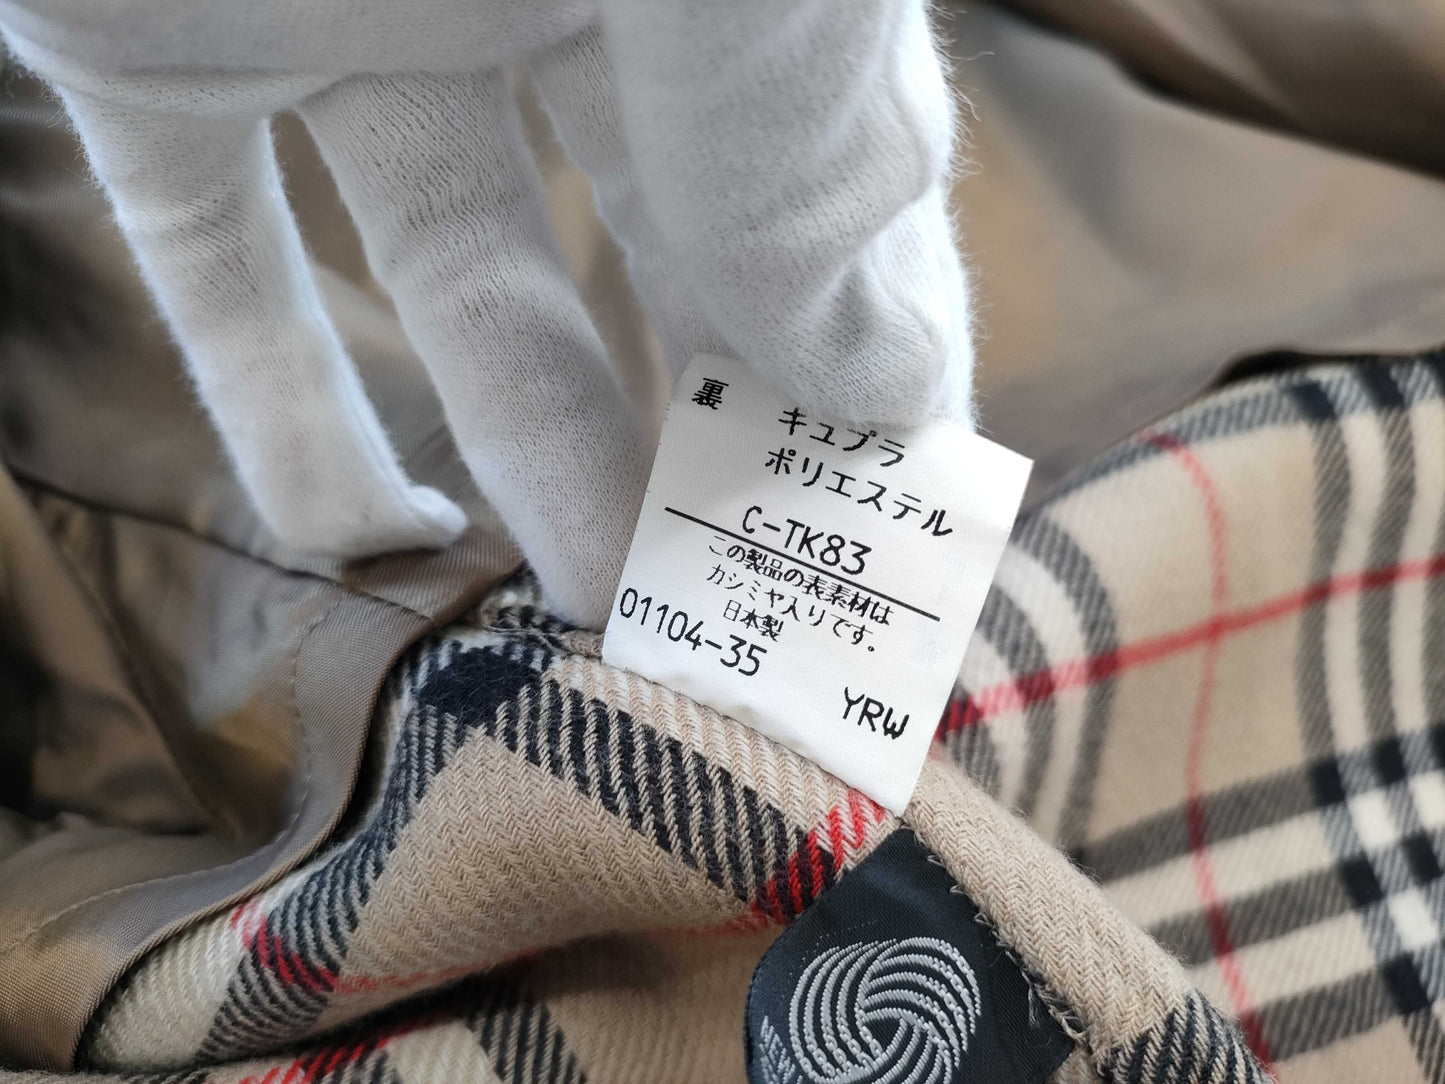 裏 キュプラ
ポリエステル
C-TK83
この製品の表素材は
カシミヤ入りです。
日本製
01104-35
YRW